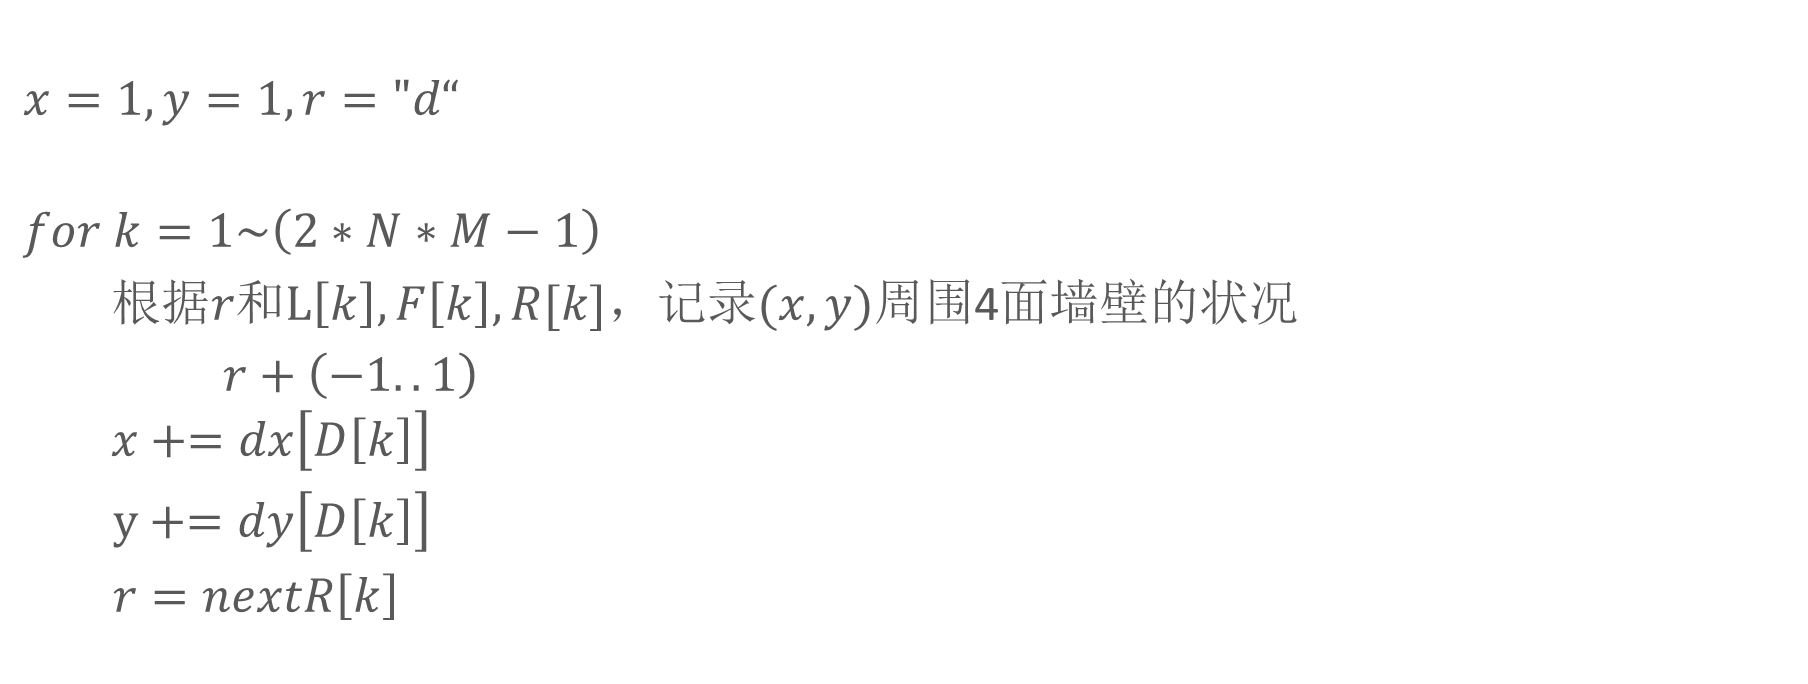 x = 1, y = 1, r = "d“
for k = 1~(2 ∗ N ∗ M − 1)
根据r和L[k], F[k], R[k]，记录(x, y)周围4面墙壁的状况
r + (−1. . 1)
x += dx[D[k]]
y += dy[D[k]]
r = nextR[k]